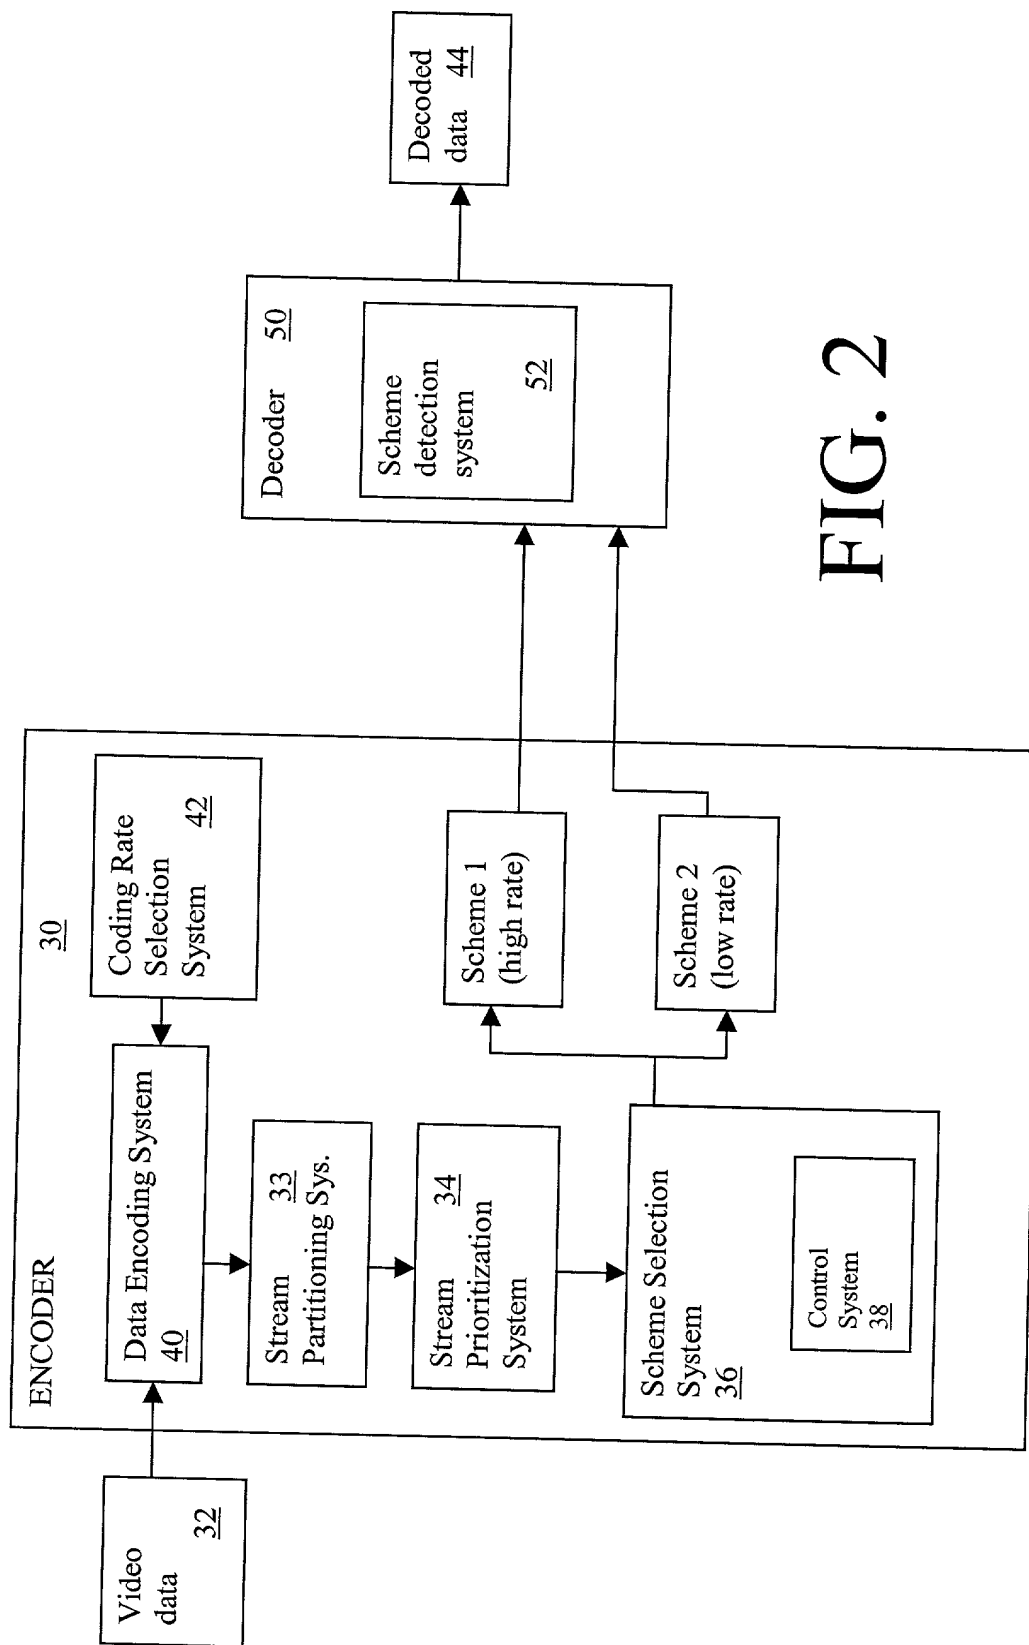 Video
data
32
ENCODER
30
Data Encoding System
40
Coding Rate
Selection
System
42
Stream
33
Partitioning Sys.
Stream
34
Prioritization
System
Scheme Selection
System
36
Control
System
38
Scheme 1
(high rate)
Scheme 2
(low rate)
Decoder
50
Scheme
detection
system
52
Decoded
data
44
FIG. 2